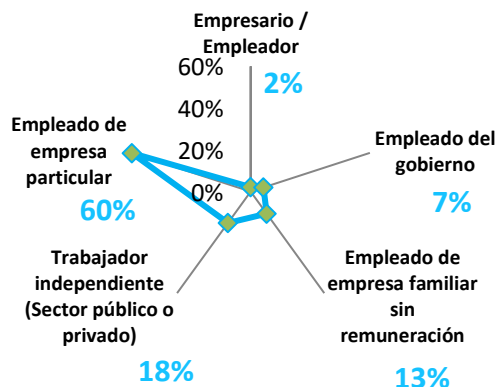 Empresario /
Empleador
2%
60%
40%
20%
0%
Empleado del
gobierno
7%
Empleado de
empresa familiar
sin
remuneración
13%
Trabajador
independiente
(Sector público o
privado)
18%
Empleado de
empresa
particular
60%